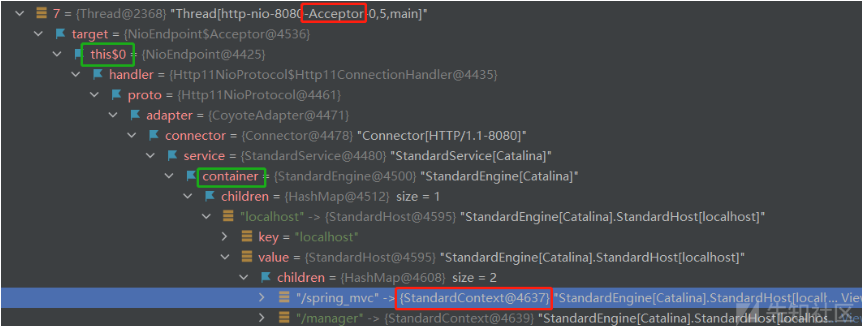 7 = {Thread@2368} "Thread[http-nio-8080-Acceptor-0,5,main]"
target = {NioEndpoint$Acceptor@4536}
this$0 = {NioEndpoint@4425}
handler = {Http11NioProtocol$Http11ConnectionHandler@4435}
proto = {Http11NioProtocol@4461}
adapter = {CoyoteAdapter@4471}
connector = {Connector@4478} "Connector[HTTP/1.1-8080]"
service = {StandardService@4480} "StandardService[Catalina]"
container = {StandardEngine@4500} "StandardEngine[Catalina]"
children = {HashMap@4512} size = 1
"localhost" -> {StandardHost@4595} "StandardEngine[Catalina].StandardHost[localhost]"
key = "localhost"
value = {StandardHost@4595} "StandardEngine[Catalina].StandardHost[localhost]"
children = {HashMap@4608} size = 2
"/spring_mvc" -> {StandardContext@4637} "StandardEngine[Catalina].StandardHost[locall... View
"/manager" -> {StandardContext@4639} "StandardEngine[Catalina].StandardHost[localhos... View
先知社区